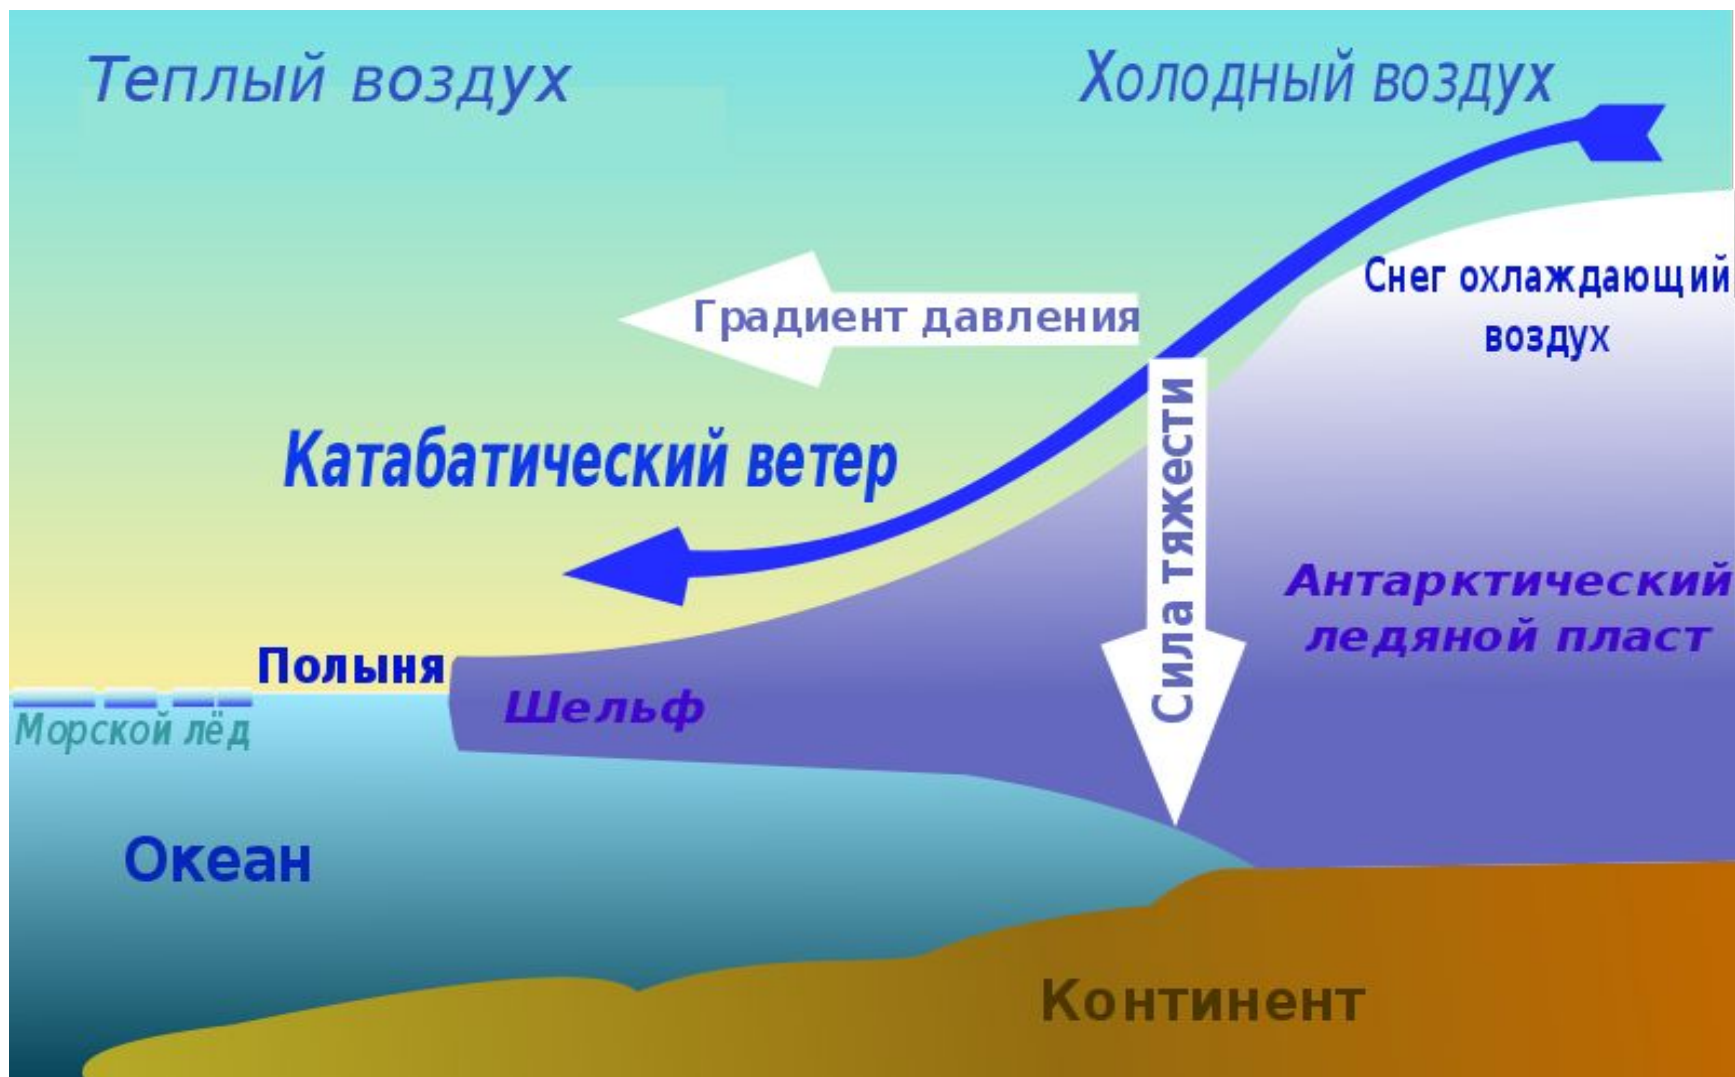 Теплый воздух
Холодный воздух
Снег охлаждающий
воздух
Градиент давления
Катабатический ветер
Сила тяжести
Антарктический
ледяной пласт
Полыня
Шельф
Морской лёд
Океан
Континент